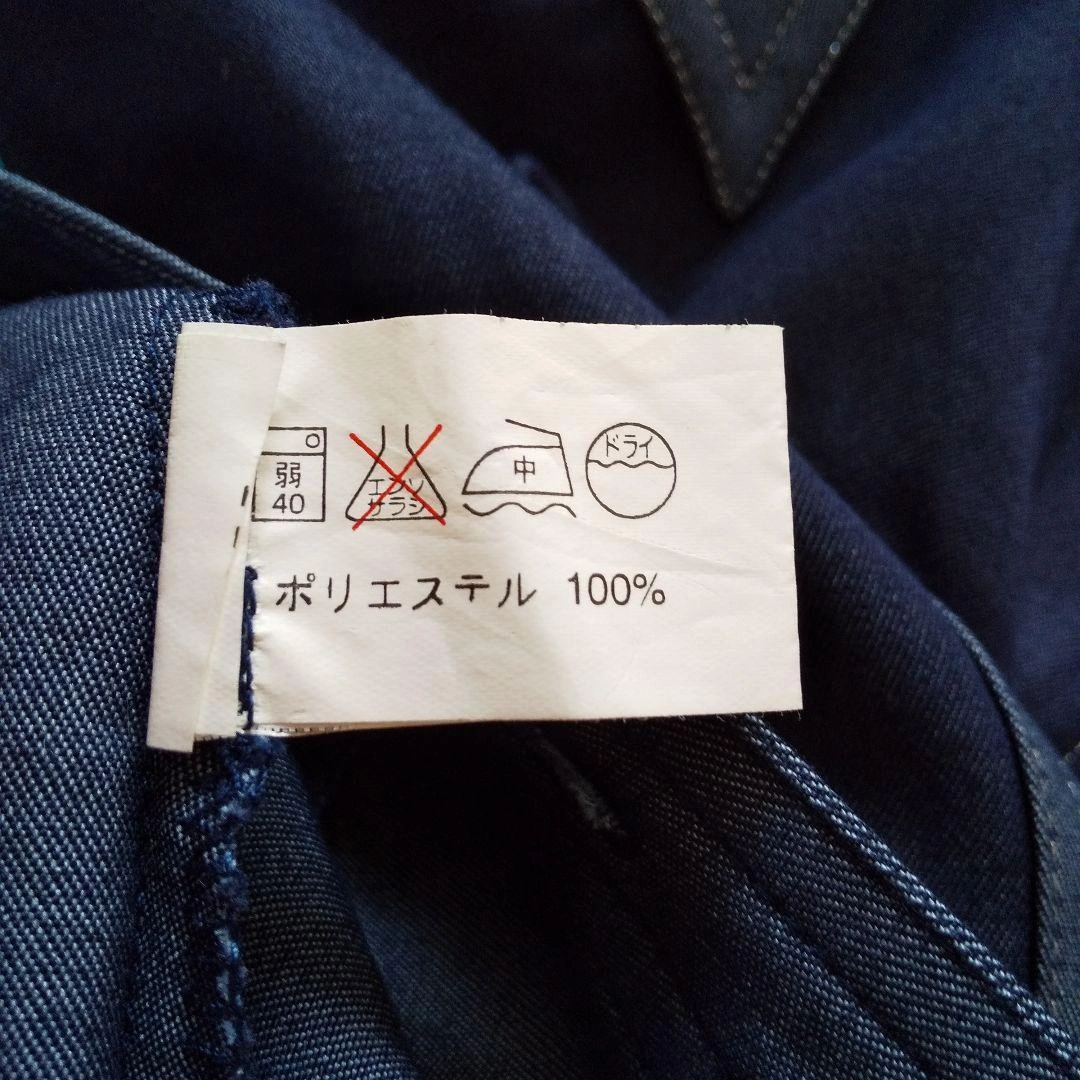 弱
40
エンソ
サラシ
中
ドライ
ポリエステル 100%